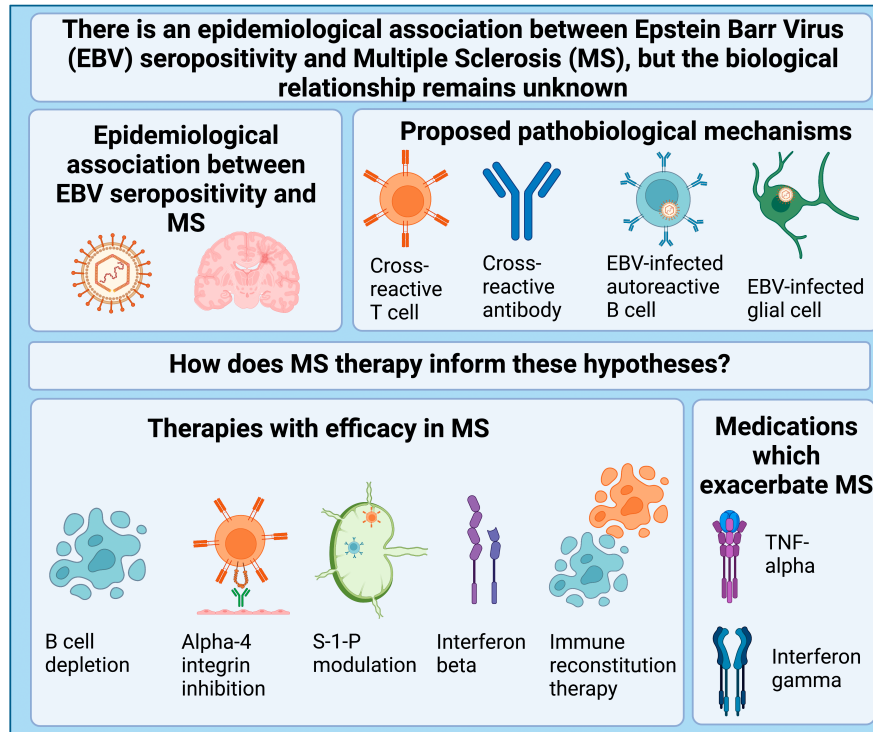 There is an epidemiological association between Epstein Barr Virus
(EBV) seropositivity and Multiple Sclerosis (MS), but the biological
relationship remains unknown
Epidemiological
association between
EBV seropositivity and
MS
Proposed pathobiological mechanisms
Cross-
reactive
T cell
Cross-
reactive
antibody
EBV-infected
autoreactive
B cell
EBV-infected
glial cell
How does MS therapy inform these hypotheses?
Therapies with efficacy in MS
B cell
depletion
Alpha-4
integrin
inhibition
S-1-P
modulation
Interferon
beta
Immune
reconstitution
therapy
Medications
which
exacerbate MS
TNF-
alpha
Interferon
gamma